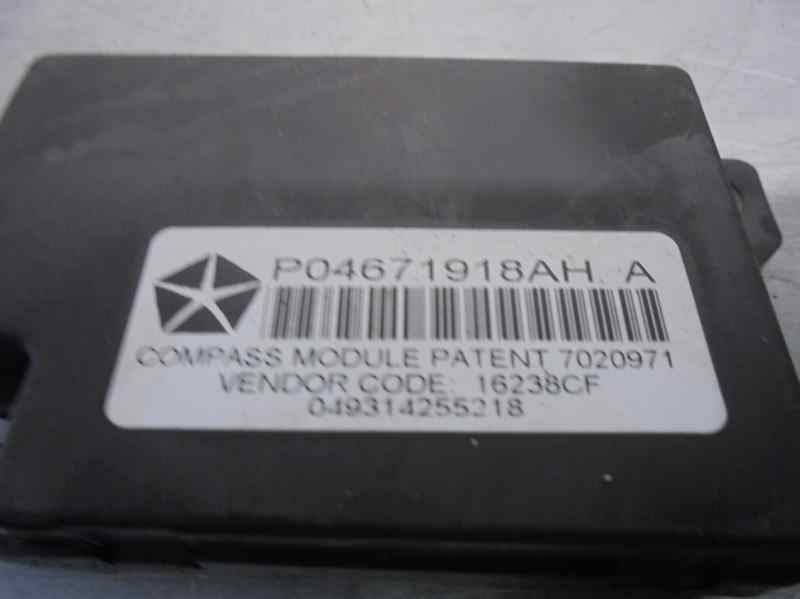 P04671918AH A
COMPASS MODULE PATENT 7020971
VENDOR CODE: 16238CF
049314255218